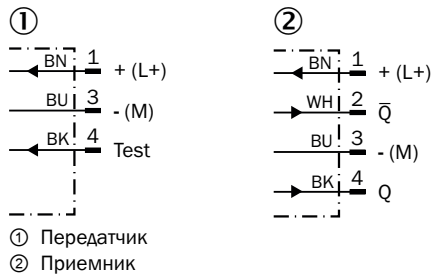 ①
BN 1 + (L+)
BU 3 - (M)
BK 4 Test
②
BN 1 + (L+)
WH 2 Q̅
BU 3 - (M)
BK 4 Q
① Передатчик
② Приемник